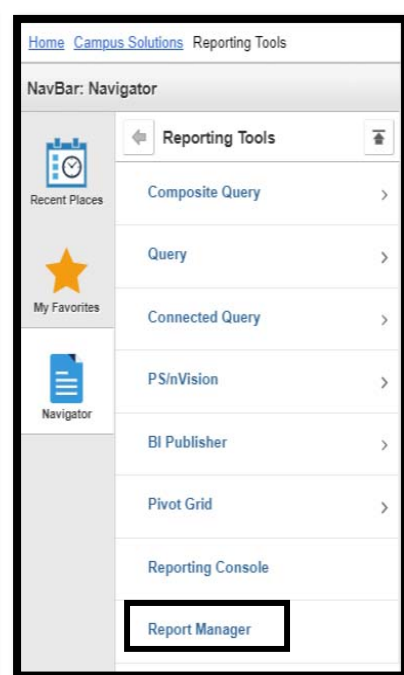 Home Campus Solutions Reporting Tools
NavBar: Navigator
Reporting Tools
Recent Places
Composite Query
Query
My Favorites
Connected Query
PS/nVision
Navigator
BI Publisher
Pivot Grid
Reporting Console
Report Manager